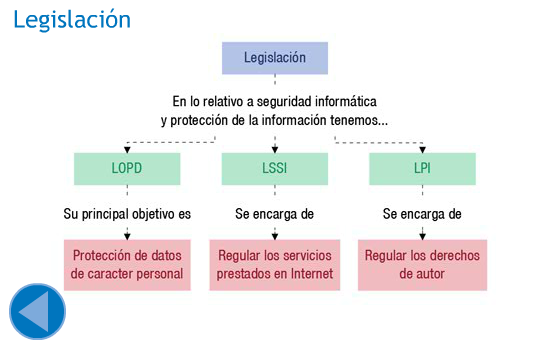 Legislación
Legislación
En lo relativo a seguridad informática
y protección de la información tenemos...
LOPD
LSSI
LPI
Su principal objetivo es
Se encarga de
Se encarga de
Protección de datos
de caracter personal
Regular los servicios
prestados en Internet
Regular los derechos
de autor